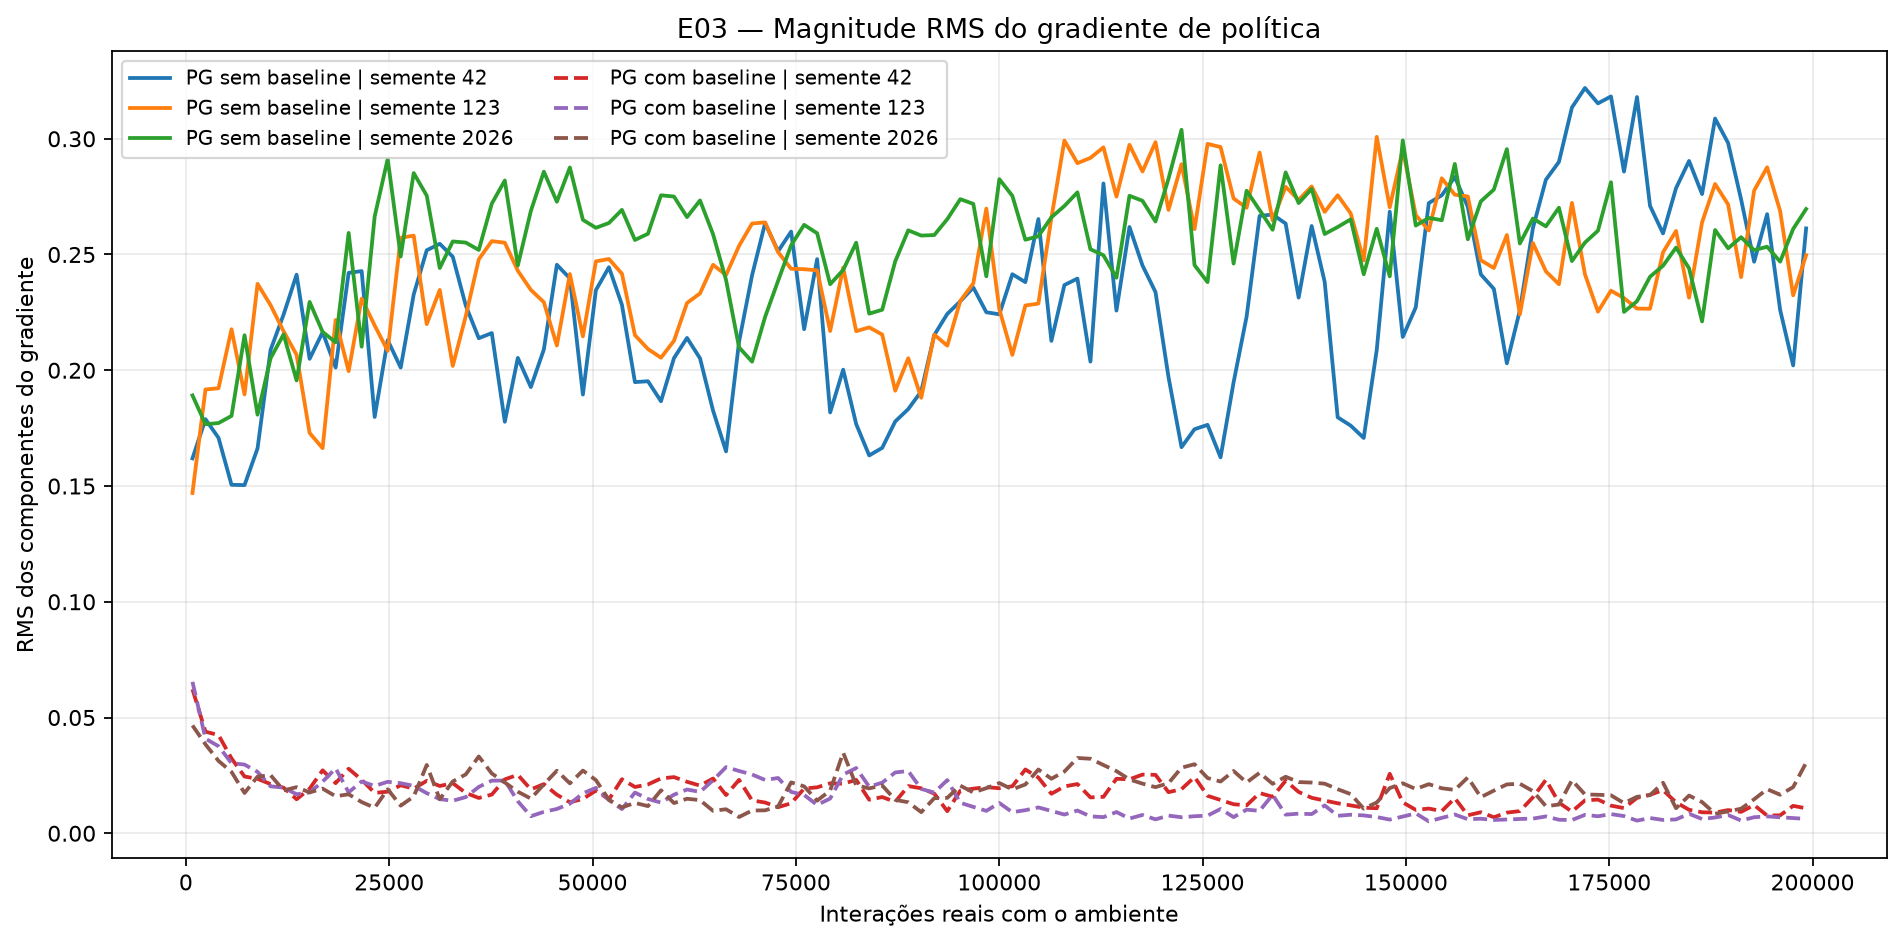 E03 — Magnitude RMS do gradiente de política
PG sem baseline | semente 42
PG sem baseline | semente 123
PG sem baseline | semente 2026
PG com baseline | semente 42
PG com baseline | semente 123
PG com baseline | semente 2026
RMS dos componentes do gradiente
0.30
0.25
0.20
0.15
0.10
0.05
0.00
0 25000 50000 75000 100000 125000 150000 175000 200000
Interações reais com o ambiente